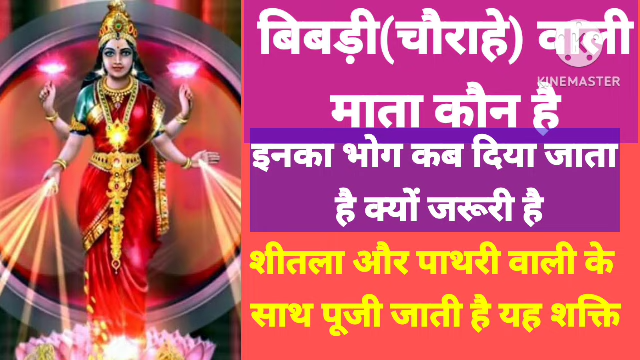 बिबड़ी(चौराहे) वाली
KINEMASTER
माता कौन है
इनका भोग कब दिया जाता
है क्यों जरूरी है
शीतला और पाथरी वाली के
साथ पूजी जाती है यह शक्ति